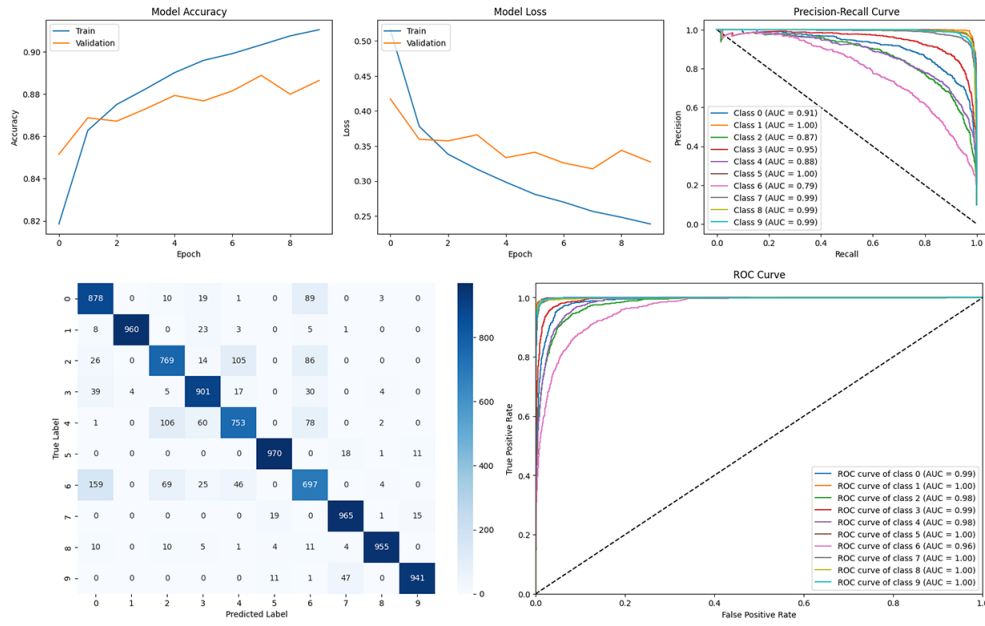 Model Accuracy
Train
Validation
0.90
0.88
0.86
0.84
0.82
Accuracy
0 2 4 6 8
Epoch
Model Loss
Train
Validation
0.50
0.45
0.40
0.35
0.30
0.25
Loss
0 2 4 6 8
Epoch
Precision-Recall Curve
1.0
0.8
0.6
0.4
0.2
0.0
Precision
Class 0 (AUC = 0.91)
Class 1 (AUC = 1.00)
Class 2 (AUC = 0.87)
Class 3 (AUC = 0.95)
Class 4 (AUC = 0.88)
Class 5 (AUC = 1.00)
Class 6 (AUC = 0.79)
Class 7 (AUC = 0.99)
Class 8 (AUC = 0.99)
Class 9 (AUC = 0.99)
0.0 0.2 0.4 0.6 0.8 1.0
Recall
True Label
0 878 0 10 19 1 0 89 0 3 0
1 8 960 0 23 3 0 5 1 0 0
2 26 0 769 14 105 0 86 0 0 0
3 39 4 5 901 17 0 30 0 4 0
4 1 0 106 60 753 0 78 0 2 0
5 0 0 0 0 0 970 0 18 1 11
6 159 0 69 25 46 0 697 0 4 0
7 0 0 0 0 0 19 0 965 1 15
8 10 0 10 5 1 4 11 4 955 0
9 0 0 0 0 0 11 1 47 0 941
0 1 2 3 4 5 6 7 8 9
Predicted Label
800
600
400
200
0
ROC Curve
1.0
0.8
0.6
0.4
0.2
0.0
True Positive Rate
ROC curve of class 0 (AUC = 0.99)
ROC curve of class 1 (AUC = 1.00)
ROC curve of class 2 (AUC = 0.98)
ROC curve of class 3 (AUC = 0.99)
ROC curve of class 4 (AUC = 0.98)
ROC curve of class 5 (AUC = 1.00)
ROC curve of class 6 (AUC = 0.96)
ROC curve of class 7 (AUC = 1.00)
ROC curve of class 8 (AUC = 1.00)
ROC curve of class 9 (AUC = 1.00)
0.0 0.2 0.4 0.6 0.8 1.0
False Positive Rate